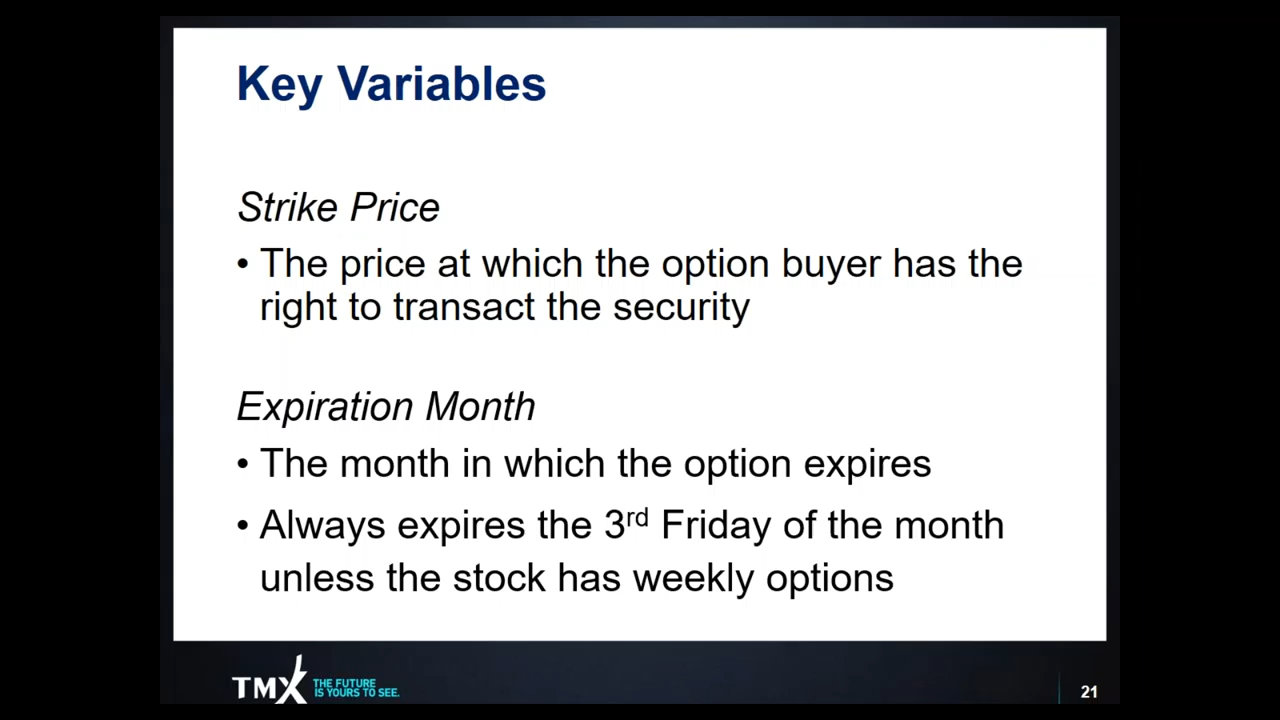 Key Variables
Strike Price
• The price at which the option buyer has the
right to transact the security
Expiration Month
• The month in which the option expires
• Always expires the 3rd Friday of the month
unless the stock has weekly options
TMX THE FUTURE
IS YOURS TO SEE.
21